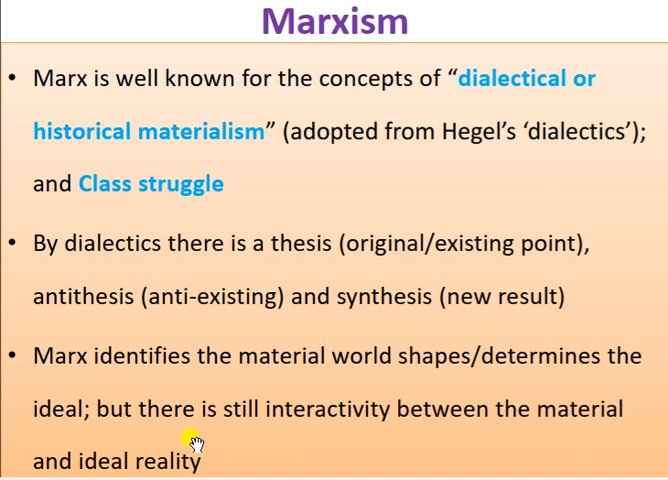 Marxism
• Marx is well known for the concepts of “dialectical or
historical materialism” (adopted from Hegel’s ‘dialectics’);
and Class struggle
• By dialectics there is a thesis (original/existing point),
antithesis (anti-existing) and synthesis (new result)
• Marx identifies the material world shapes/determines the
ideal; but there is still interactivity between the material
and ideal reality